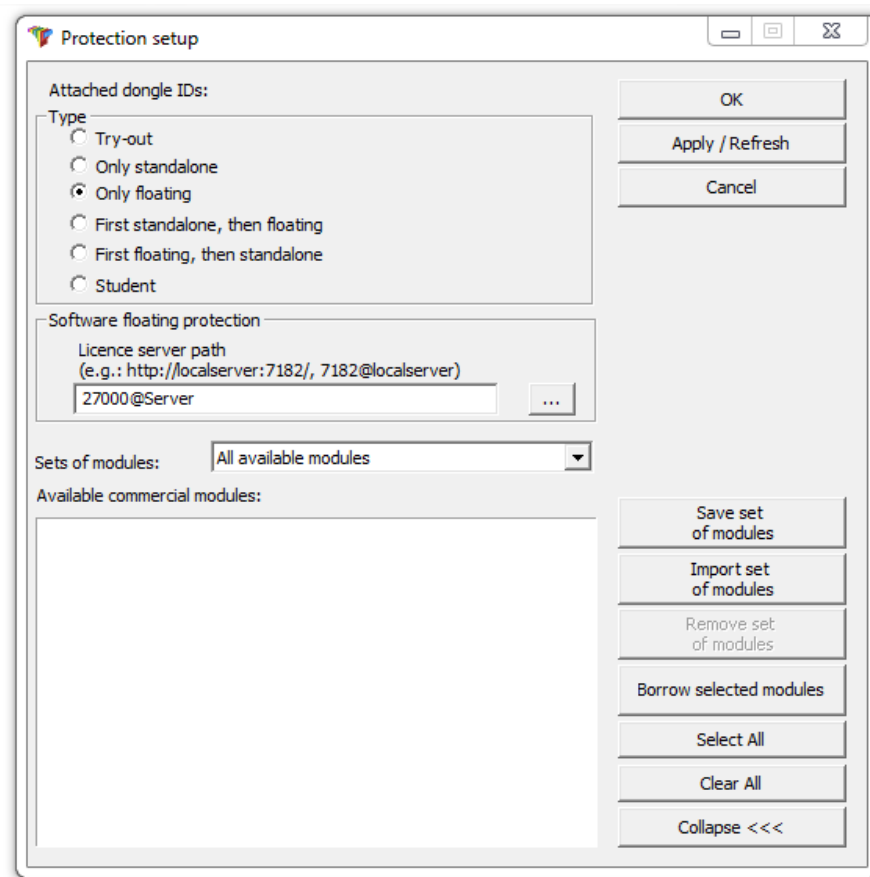 Protection setup
Attached dongle IDs:
OK
Type
Try-out
Apply / Refresh
Only standalone
Cancel
Only floating
First standalone, then floating
First floating, then standalone
Student
Software floating protection
Licence server path
(e.g.: http://localserver:7182/, 7182@localserver)
27000@Server
...
Sets of modules:
All available modules
Available commercial modules:
Save set
of modules
Import set
of modules
Remove set
of modules
Borrow selected modules
Select All
Clear All
Collapse <<<